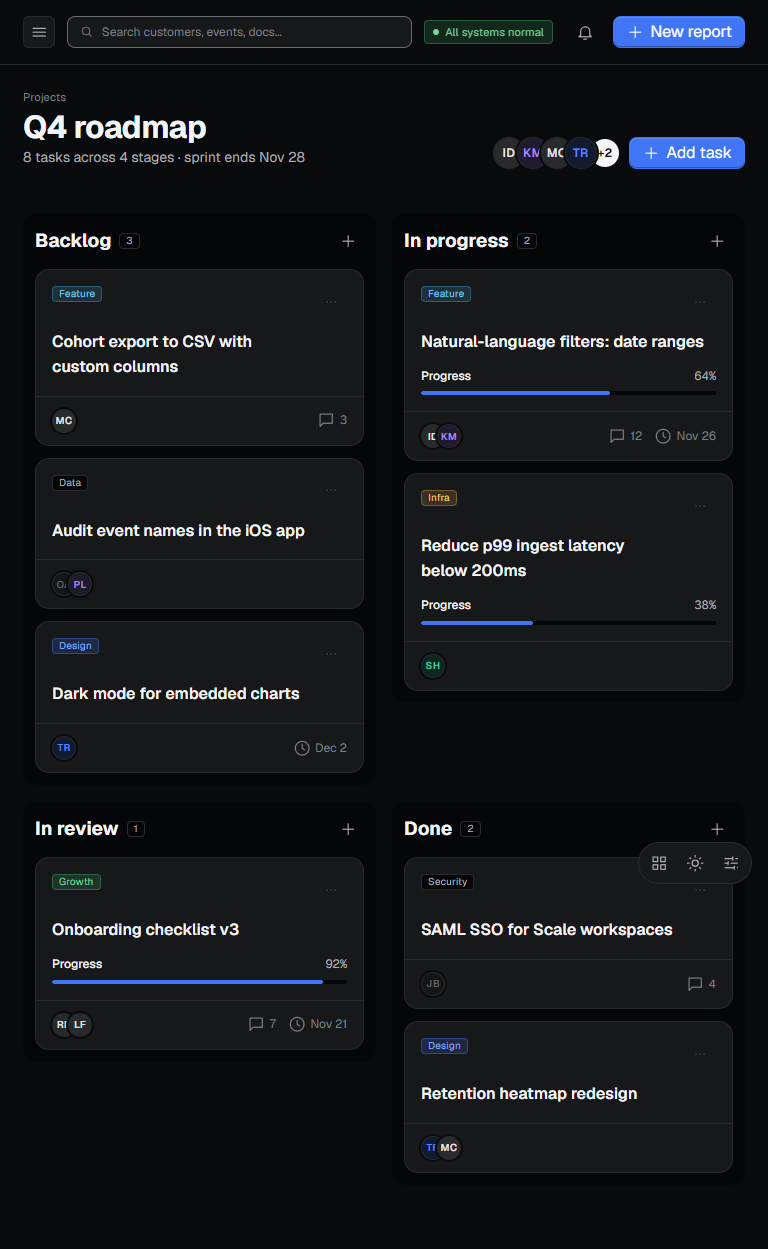 Search customers, events, docs...
All systems normal
New report
Projects
Q4 roadmap
8 tasks across 4 stages · sprint ends Nov 28
ID
KM
TR
+2
Add task
Backlog 3
Feature
Cohort export to CSV with
custom columns
MC
3
Data
Audit event names in the iOS app
PL
Design
Dark mode for embedded charts
TR
Dec 2
In progress 2
Feature
Natural-language filters: date ranges
Progress 64%
KM
12 Nov 26
Infra
Reduce p99 ingest latency
below 200ms
Progress 38%
SH
In review 1
Growth
Onboarding checklist v3
Progress 92%
LF
7 Nov 21
Done 2
Security
SAML SSO for Scale workspaces
JB
4
Design
Retention heatmap redesign
MC